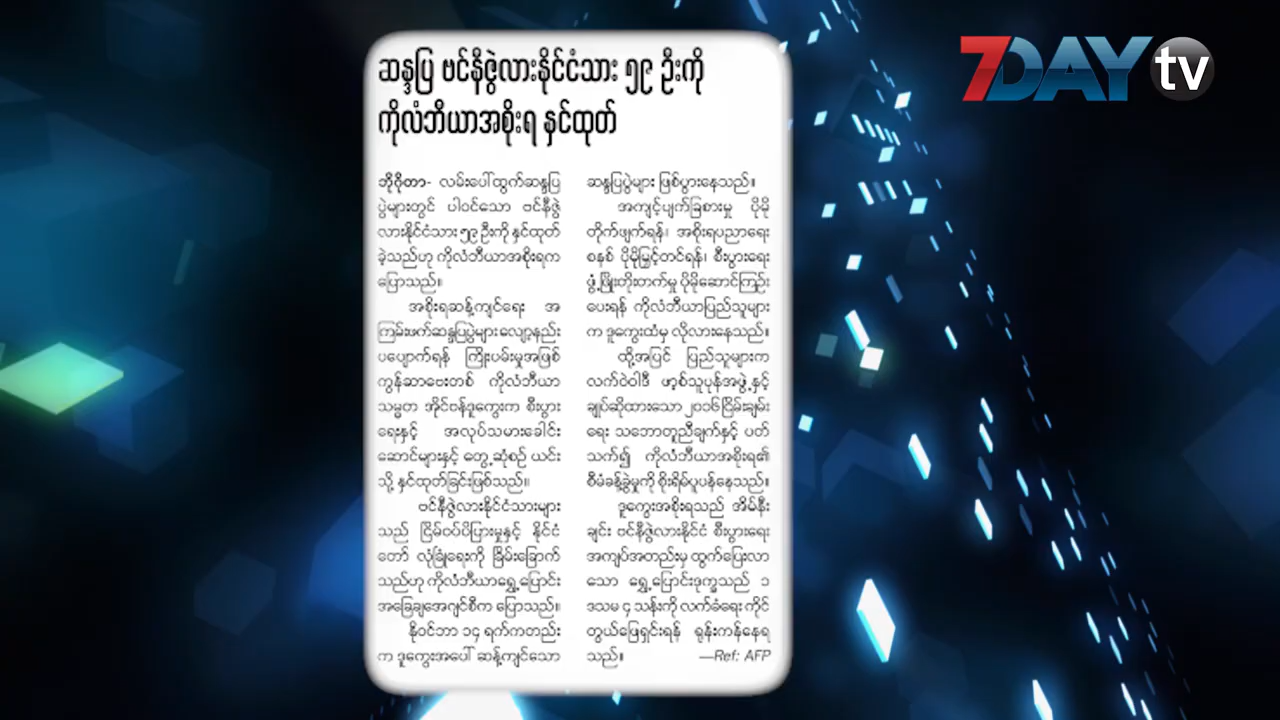 7DAY tv
ဆန္ဒပြ ဗင်နီဇွဲလားနိုင်ငံသား ၅၉ ဦးကို
ကိုလံဘီယာအစိုးရ နှင်ထုတ်
ဘိုဂိုတာ- လမ်းပေါ်ထွက်ဆန္ဒပြ
ပွဲများတွင် ပါဝင်သော ဗင်နီဇွဲ
လားနိုင်ငံသား ၅၉ ဦးကို နှင်ထုတ်
ခဲ့သည်ဟု ကိုလံဘီယာအစိုးရက
ပြောသည်။
အစိုးရဆန့်ကျင်ရေး အ
ကြမ်းဖက်ဆန္ဒပြပွဲများ လျော့နည်း
ပပျောက်ရန် ကြိုးပမ်းမှုအဖြစ်
ကွန်ဆာဗေးတစ် ကိုလံဘီယာ
သမ္မတ အိုင်ဗန်ဒူကွေးက စီးပွား
ရေးနှင့် အလုပ်သမားခေါင်း
ဆောင်များနှင့် တွေ့ဆုံစဉ် ယင်း
သို့ နှင်ထုတ်ခြင်းဖြစ်သည်။
ဗင်နီဇွဲလားနိုင်ငံသားများ
သည် ငြိမ်ဝပ်ပိပြားမှုနှင့် နိုင်ငံ
တော် လုံခြုံရေးကို ခြိမ်းခြောက်
သည်ဟု ကိုလံဘီယာရွှေ့ပြောင်း
အခြေချအေဂျင်စီက ပြောသည်။
နိုဝင်ဘာ ၁၄ ရက်ကတည်း
က ဒူကွေးအပေါ် ဆန့်ကျင်သော
ဆန္ဒပြပွဲများ ဖြစ်ပွားနေသည်။
အကျင့်ပျက်ခြစားမှု ပိုမို
တိုက်ဖျက်ရန်၊ အစိုးရပညာရေး
စနစ် ပိုမိုမြှင့်တင်ရန်၊ စီးပွားရေး
ဖွံ့ဖြိုးတိုးတက်မှု ပိုမိုဆောင်ကြဉ်း
ပေးရန် ကိုလံဘီယာပြည်သူများ
က ဒူကွေးထံမှ လိုလားနေသည်။
ထို့အပြင် ပြည်သူများက
လက်ဝဲဝါဒီ ဖာ့စ်သူပုန်အဖွဲ့နှင့်
ချုပ်ဆိုထားသော ၂၀၁၆ ငြိမ်းချမ်း
ရေး သဘောတူညီချက်နှင့် ပတ်
သက်၍ ကိုလံဘီယာအစိုးရ၏
စီမံခန့်ခွဲမှုကို စိုးရိမ်ပူပန်နေသည်။
ဒူကွေးအစိုးရသည် အိမ်နီး
ချင်း ဗင်နီဇွဲလားနိုင်ငံ စီးပွားရေး
အကျပ်အတည်းမှ ထွက်ပြေးလာ
သော ရွှေ့ပြောင်းဒုက္ခသည် ၁
ဒသမ ၄ သန်းကို လက်ခံရေး ကိုင်
တွယ်ဖြေရှင်းရန် ရုန်းကန်နေရ
သည်။ —Ref: AFP